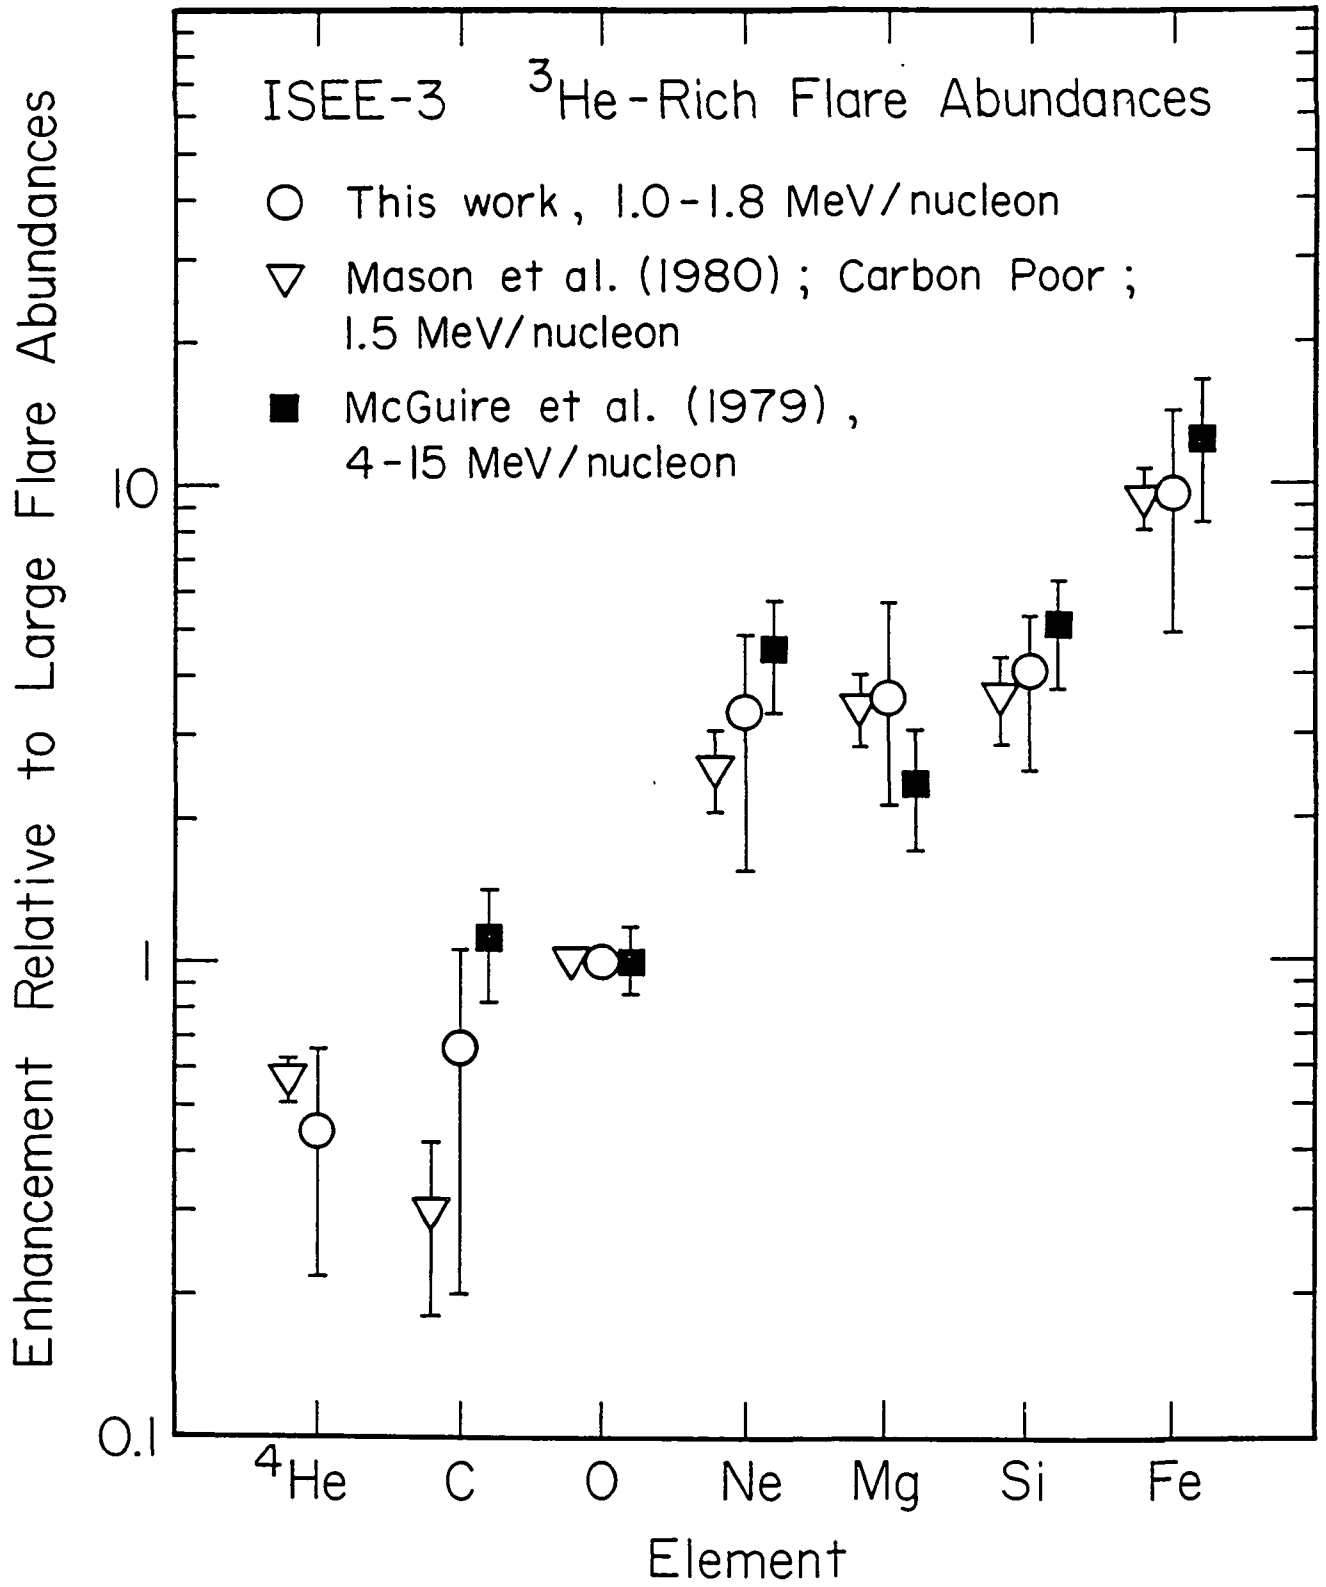 Enhancement Relative to Large Flare Abundances
ISEE-3 ³He-Rich Flare Abundances
This work, 1.0-1.8 MeV/nucleon
Mason et al. (1980); Carbon Poor;
1.5 MeV/nucleon
McGuire et al. (1979),
4-15 MeV/nucleon
10
1
0.1
⁴He C O Ne Mg Si Fe
Element